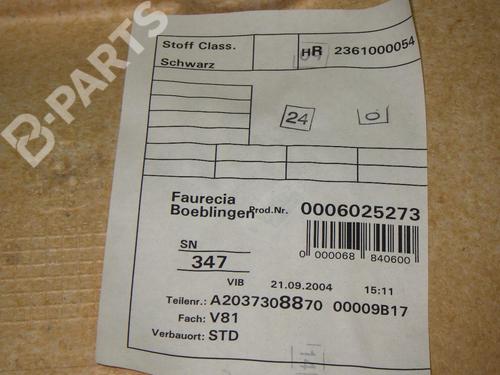 B-PARTS
Stoff Class. HR 2361000054
Schwarz
24 0
Faurecia
Boeblingen Prod.Nr. 0006025273
0 000068 840600
SN
347
VIB 21.09.2004 15:11
Teilenr.: A2037308870 00009B17
Fach: V81
Verbauort: STD